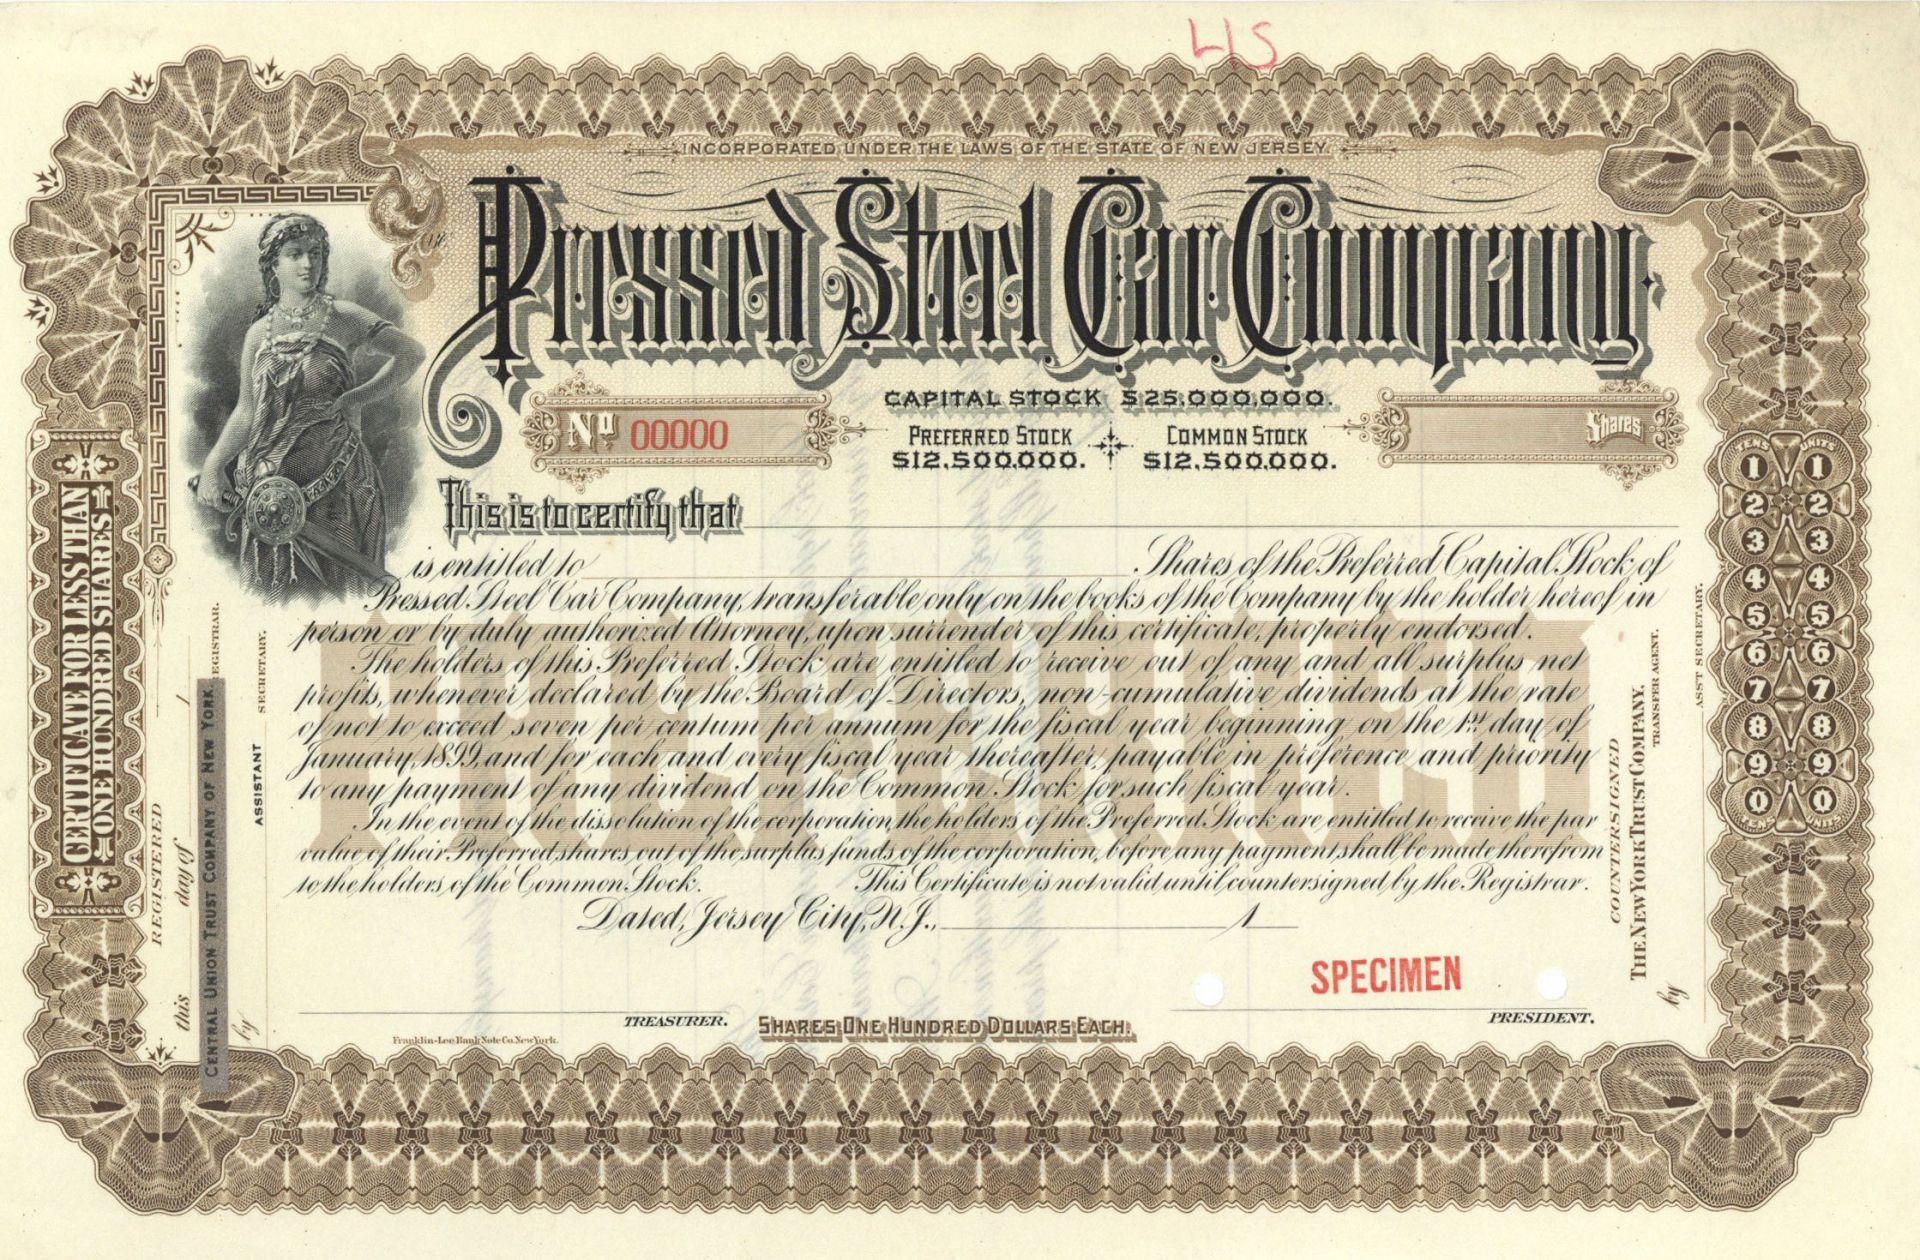 L/S
INCORPORATED UNDER THE LAWS OF THE STATE OF NEW JERSEY.
Pressed Steel Car Company
No 00000
CAPITAL STOCK $25,000,000.
PREFERRED STOCK COMMON STOCK
$12,500,000. $12,500,000.
Shares
This is to certify that
is entitled to Shares of the Preferred Capital Stock of
Pressed Steel Car Company, transferable only on the books of the Company by the holder hereof in
person or by duly authorized Attorney, upon surrender of this certificate, properly endorsed.
The holders of this Preferred Stock are entitled to receive out of any and all surplus net
profits, whenever declared by the Board of Directors, non-cumulative dividends at the rate
of not to exceed seven per centum per annum for the fiscal year beginning on the 1st day of
January, 1899, and for each and every fiscal year thereafter, payable in preference and priority
to any payment of any dividend on the Common Stock for such fiscal year.
In the event of the dissolution of the corporation, the holders of the Preferred Stock are entitled to receive the par
value of their Preferred shares out of the surplus funds of the corporation, before any payment shall be made therefrom
to the holders of the Common Stock. This Certificate is not valid until countersigned by the Registrar.
Dated, Jersey City, N.J., 1
SPECIMEN
TREASURER.
SHARES ONE HUNDRED DOLLARS EACH.
PRESIDENT.
Franklin-Lee Bank Note Co. New York.
PREFERRED
CERTIFICATE FOR LESS THAN
ONE HUNDRED SHARES
REGISTERED
this day of 1
CENTRAL UNION TRUST COMPANY OF NEW YORK
REGISTRAR.
by
ASSISTANT SECRETARY.
COUNTERSIGNED
THE NEW YORK TRUST COMPANY,
TRANSFER AGENT.
by
ASST SECRETARY.
TENS UNITS
1 1
2 2
3 3
4 4
5 5
6 6
7 7
8 8
9 9
0 0
TENS UNITS